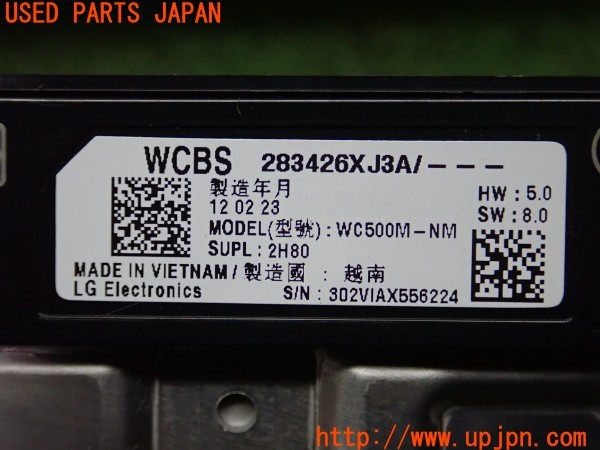 USED PARTS JAPAN
WCBS 283426XJ3A/---
製造年月
12 02 23
MODEL(型號):WC500M-NM
SUPL:2H80
HW:5.0
SW:8.0
MADE IN VIETNAM/製造國:越南
LG Electronics
S/N:302VIAX556224
http://www.upjpn.com/